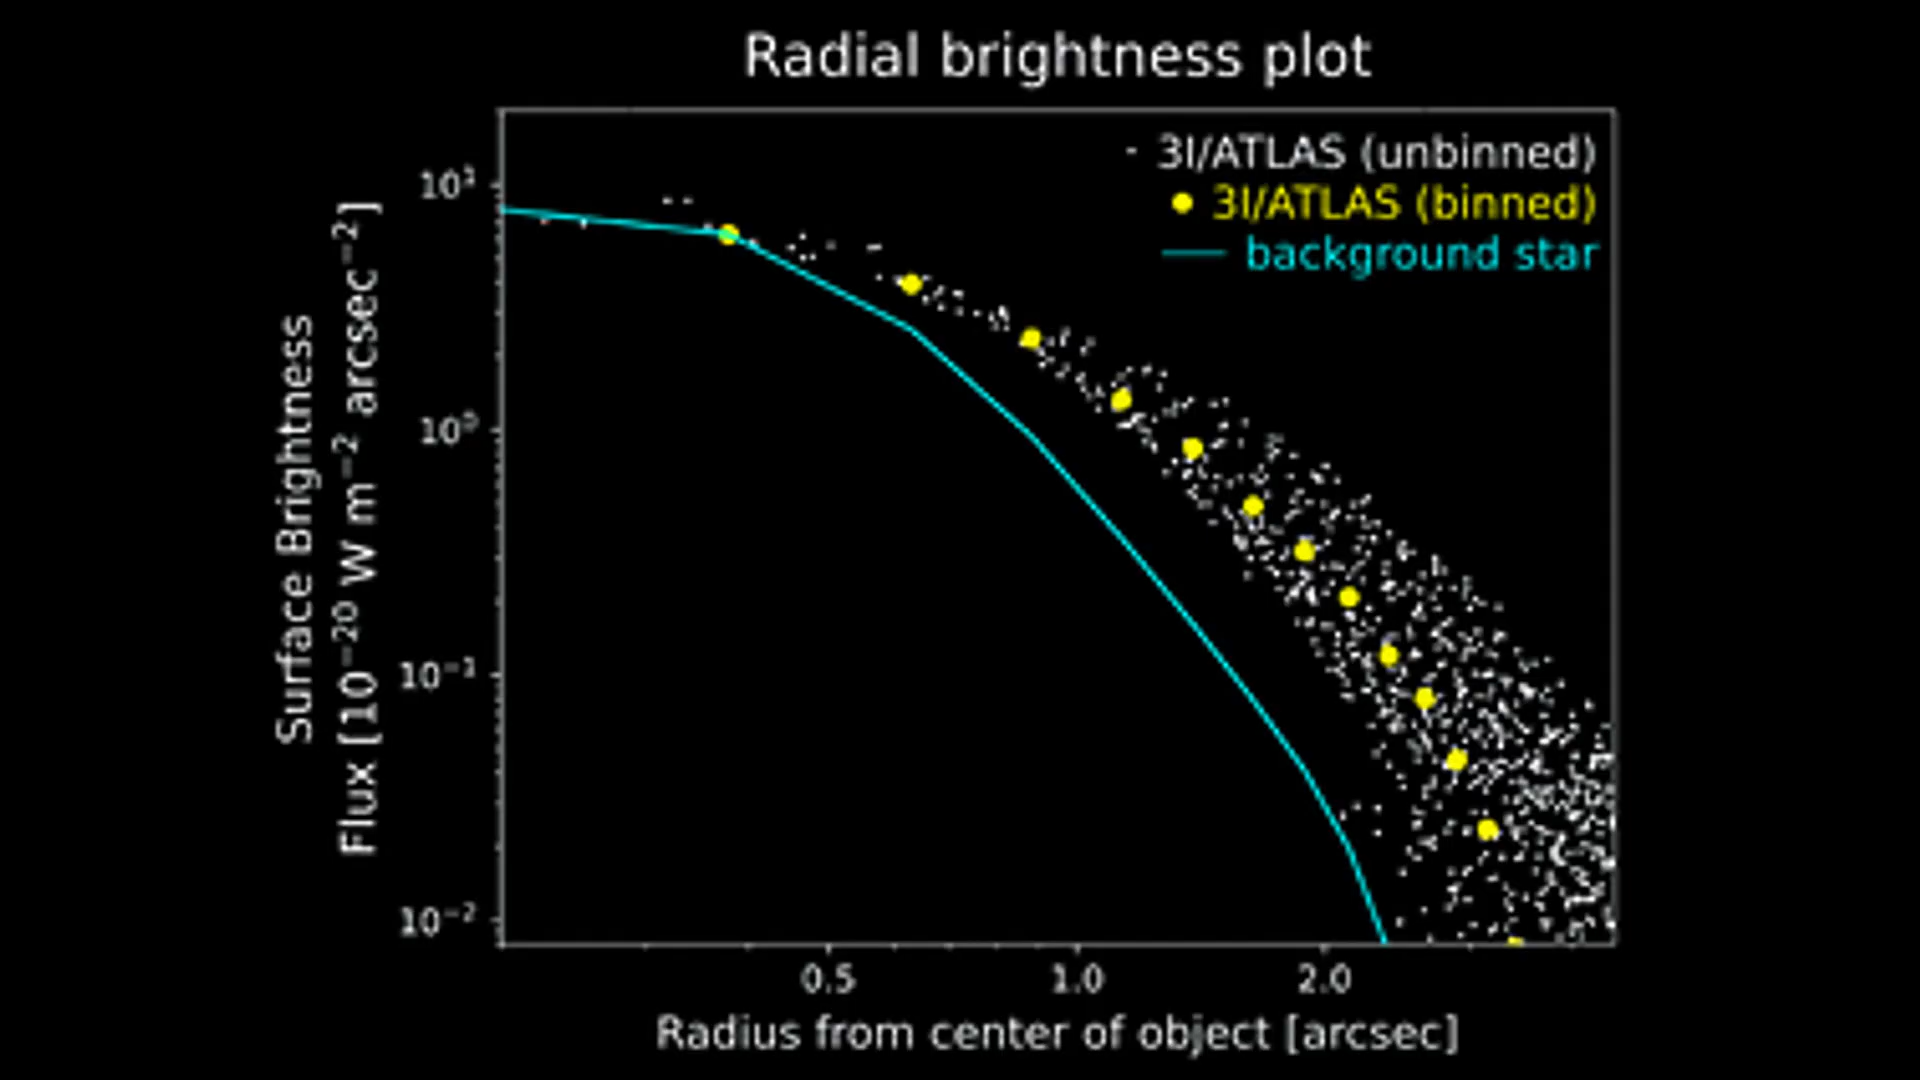 Radial brightness plot
3I/ATLAS (unbinned)
3I/ATLAS (binned)
background star
Surface Brightness
Flux [10⁻²⁰ W m⁻² arcsec⁻²]
10¹
10⁰
10⁻¹
10⁻²
0.5 1.0 2.0
Radius from center of object [arcsec]